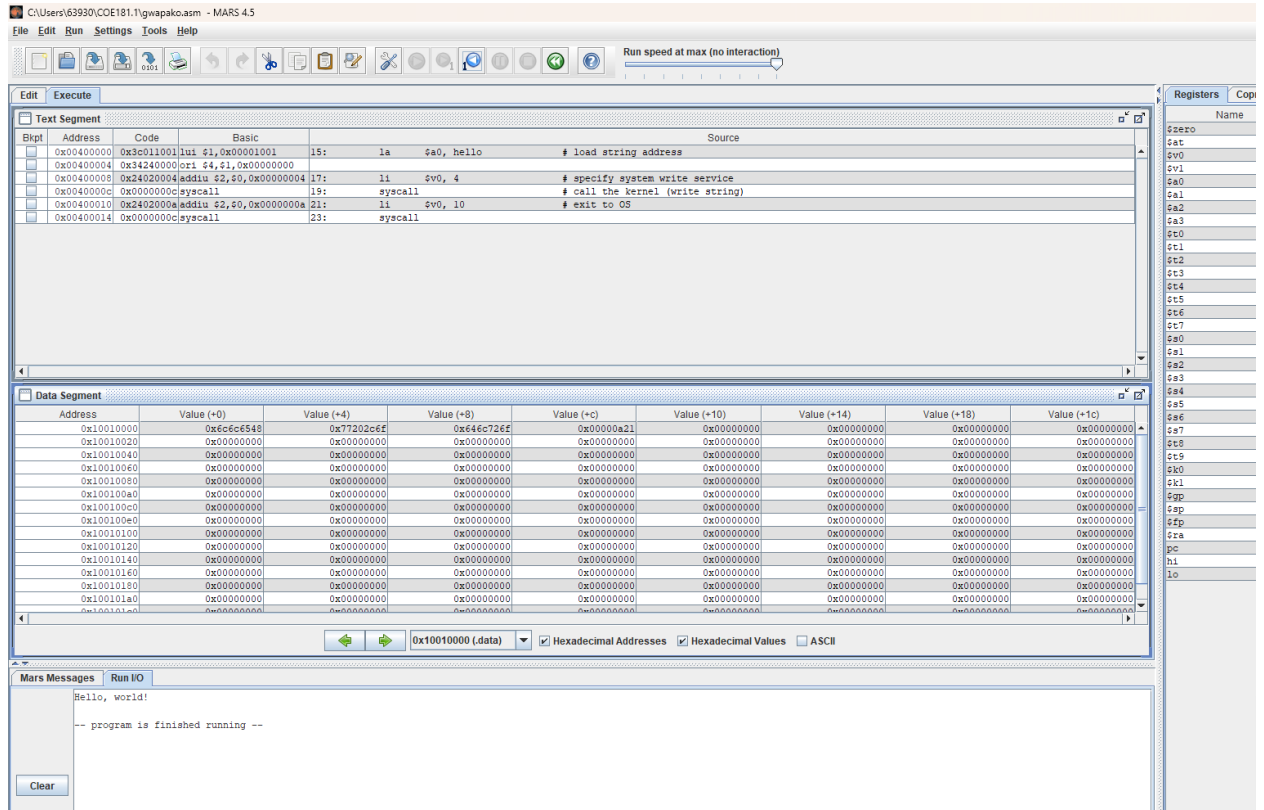 C:\Users\63930\COE181.1\gwapako.asm - MARS 4.5
File Edit Run Settings Tools Help
Run speed at max (no interaction)
Edit Execute
Text Segment
Bkpt Address Code Basic Source
0x00400000 0x3c011001 lui $1,0x00001001 15: la $a0, hello # load string address
0x00400004 0x34240000 ori $4,$1,0x00000000
0x00400008 0x24020004 addiu $2,$0,0x00000004 17: li $v0, 4 # specify system write service
0x0040000c 0x0000000c syscall 19: syscall # call the kernel (write string)
0x00400010 0x2402000a addiu $2,$0,0x0000000a 21: li $v0, 10 # exit to OS
0x00400014 0x0000000c syscall 23: syscall
Data Segment
Address Value (+0) Value (+4) Value (+8) Value (+c) Value (+10) Value (+14) Value (+18) Value (+1c)
0x10010000 0x6c6c6548 0x77202c6f 0x646c726f 0x00000a21 0x00000000 0x00000000 0x00000000 0x00000000
0x10010020 0x00000000 0x00000000 0x00000000 0x00000000 0x00000000 0x00000000 0x00000000 0x00000000
0x10010040 0x00000000 0x00000000 0x00000000 0x00000000 0x00000000 0x00000000 0x00000000 0x00000000
0x10010060 0x00000000 0x00000000 0x00000000 0x00000000 0x00000000 0x00000000 0x00000000 0x00000000
0x10010080 0x00000000 0x00000000 0x00000000 0x00000000 0x00000000 0x00000000 0x00000000 0x00000000
0x100100a0 0x00000000 0x00000000 0x00000000 0x00000000 0x00000000 0x00000000 0x00000000 0x00000000
0x100100c0 0x00000000 0x00000000 0x00000000 0x00000000 0x00000000 0x00000000 0x00000000 0x00000000
0x100100e0 0x00000000 0x00000000 0x00000000 0x00000000 0x00000000 0x00000000 0x00000000 0x00000000
0x10010100 0x00000000 0x00000000 0x00000000 0x00000000 0x00000000 0x00000000 0x00000000 0x00000000
0x10010120 0x00000000 0x00000000 0x00000000 0x00000000 0x00000000 0x00000000 0x00000000 0x00000000
0x10010140 0x00000000 0x00000000 0x00000000 0x00000000 0x00000000 0x00000000 0x00000000 0x00000000
0x10010160 0x00000000 0x00000000 0x00000000 0x00000000 0x00000000 0x00000000 0x00000000 0x00000000
0x10010180 0x00000000 0x00000000 0x00000000 0x00000000 0x00000000 0x00000000 0x00000000 0x00000000
0x100101a0 0x00000000 0x00000000 0x00000000 0x00000000 0x00000000 0x00000000 0x00000000 0x00000000
0x10010000 (.data) Hexadecimal Addresses Hexadecimal Values ASCII
Mars Messages Run I/O
Hello, world!
-- program is finished running --
Clear
Registers
Name
$zero
$at
$v0
$v1
$a0
$a1
$a2
$a3
$t0
$t1
$t2
$t3
$t4
$t5
$t6
$t7
$s0
$s1
$s2
$s3
$s4
$s5
$s6
$s7
$t8
$t9
$k0
$k1
$gp
$sp
$fp
$ra
pc
hi
lo